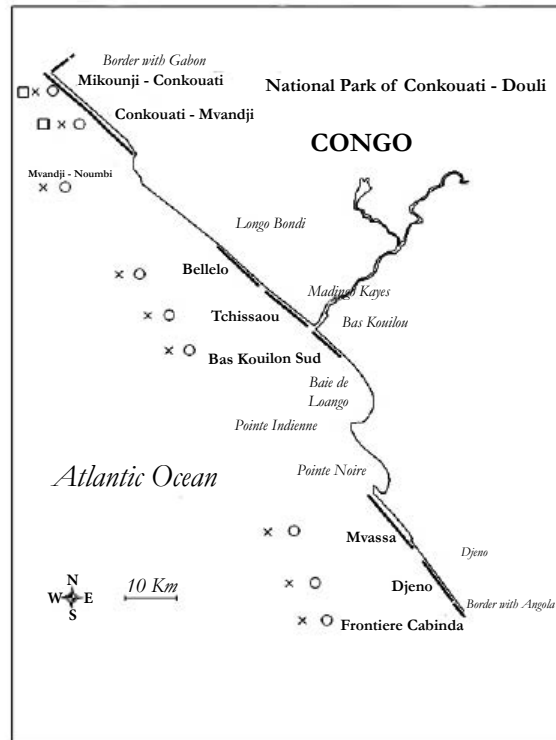 Border with Gabon
Mikounji - Conkouati
National Park of Conkouati - Douli
Conkouati - Mvandji
CONGO
Mvandji - Noumbi
Longo Bondi
Bellelo
Madingo Kayes
Tchissaou
Bas Kouilou
Bas Kouilon Sud
Baie de
Loango
Pointe Indienne
Atlantic Ocean
Pointe Noire
Mvassa
Djeno
Djeno
N
W E
S
10 Km
Border with Angola
Frontiere Cabinda